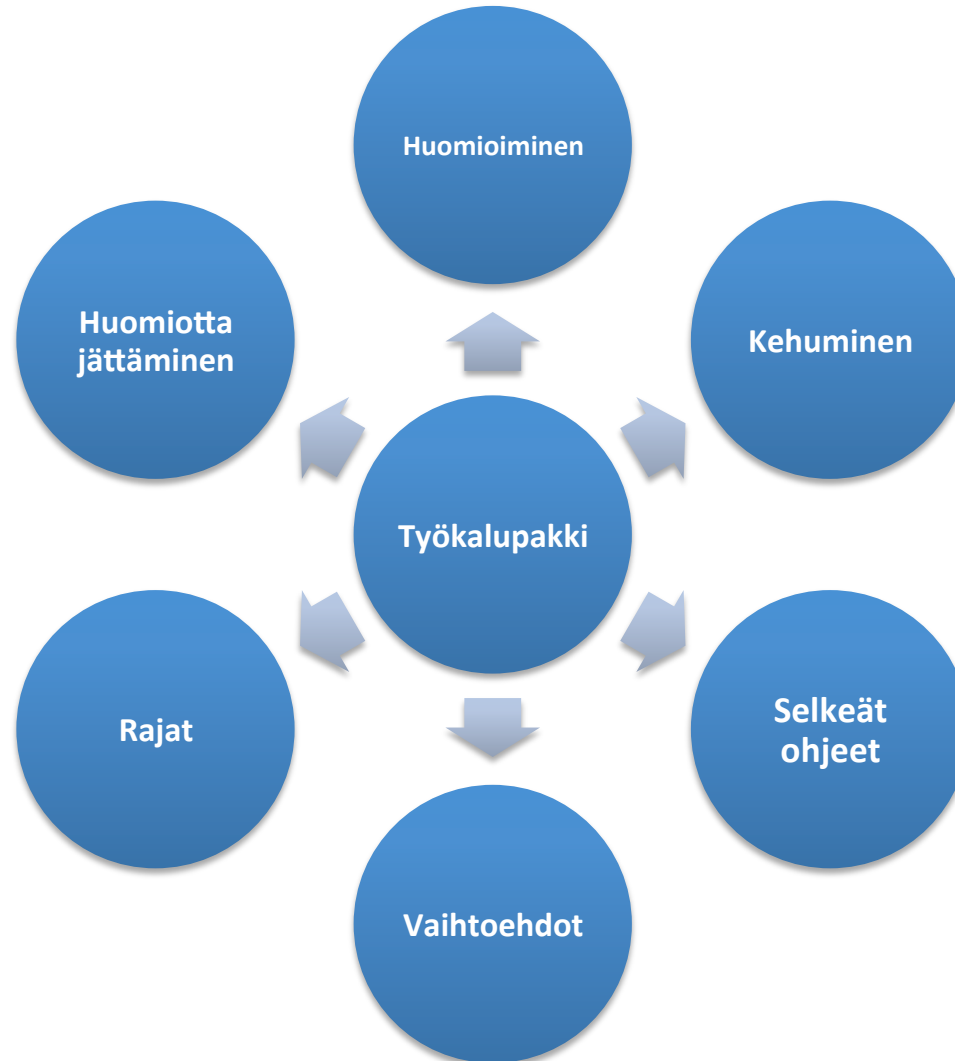 Huomioiminen
Huomiotta
jättäminen
Kehuminen
Työkalupakki
Rajat
Selkeät
ohjeet
Vaihtoehdot